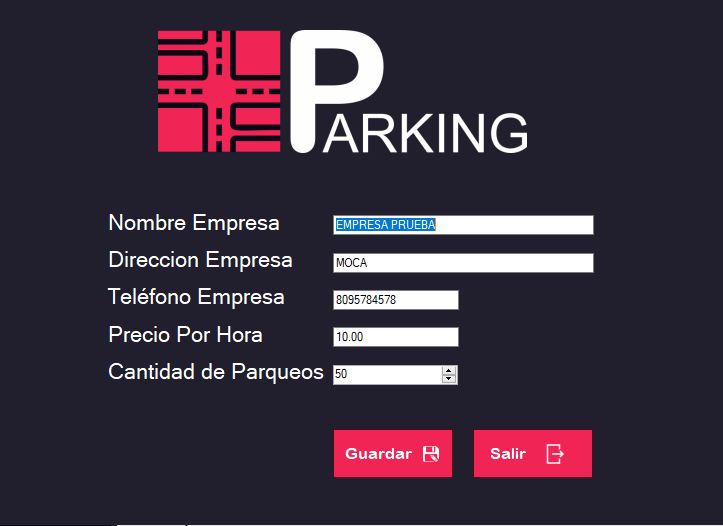 PARKING
Nombre Empresa EMPRESA PRUEBA
Direccion Empresa MOCA
Teléfono Empresa 8095784578
Precio Por Hora 10.00
Cantidad de Parqueos 50
Guardar Salir